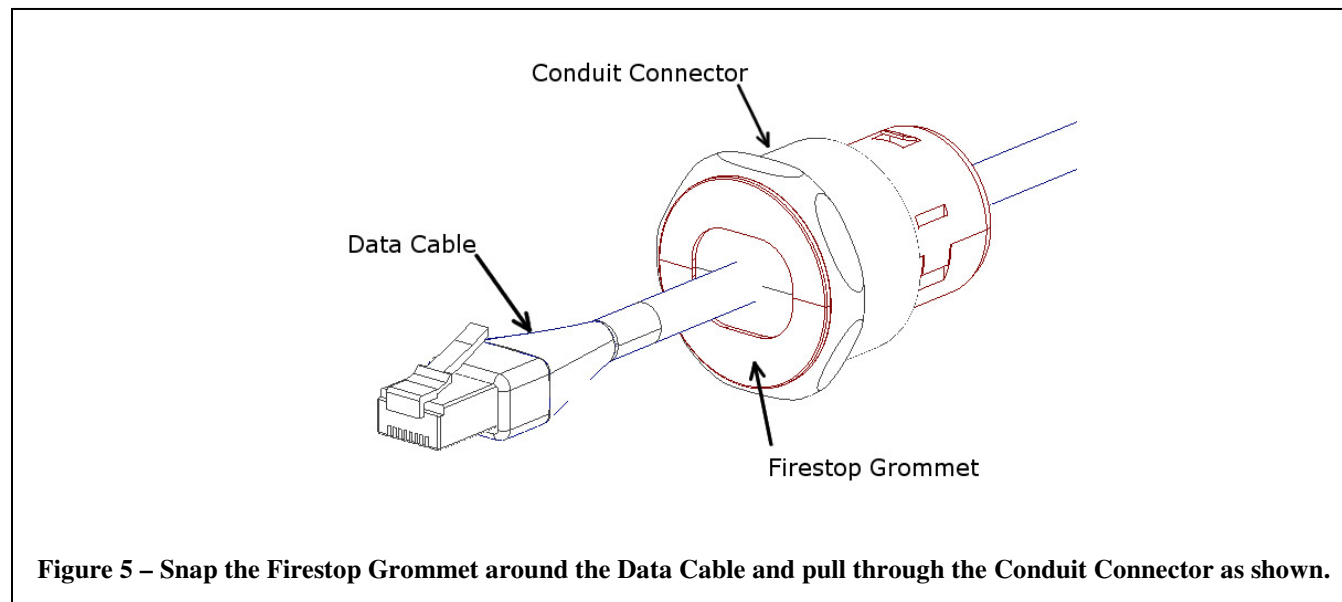 Conduit Connector
Data Cable
Firestop Grommet
Figure 5 – Snap the Firestop Grommet around the Data Cable and pull through the Conduit Connector as shown.